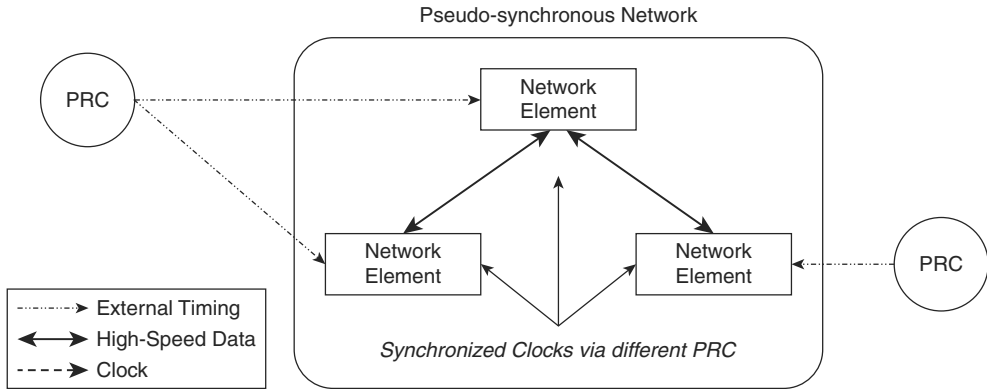 Pseudo-synchronous Network
PRC
Network
Element
Network
Element
Network
Element
PRC
External Timing
High-Speed Data
Clock
Synchronized Clocks via different PRC